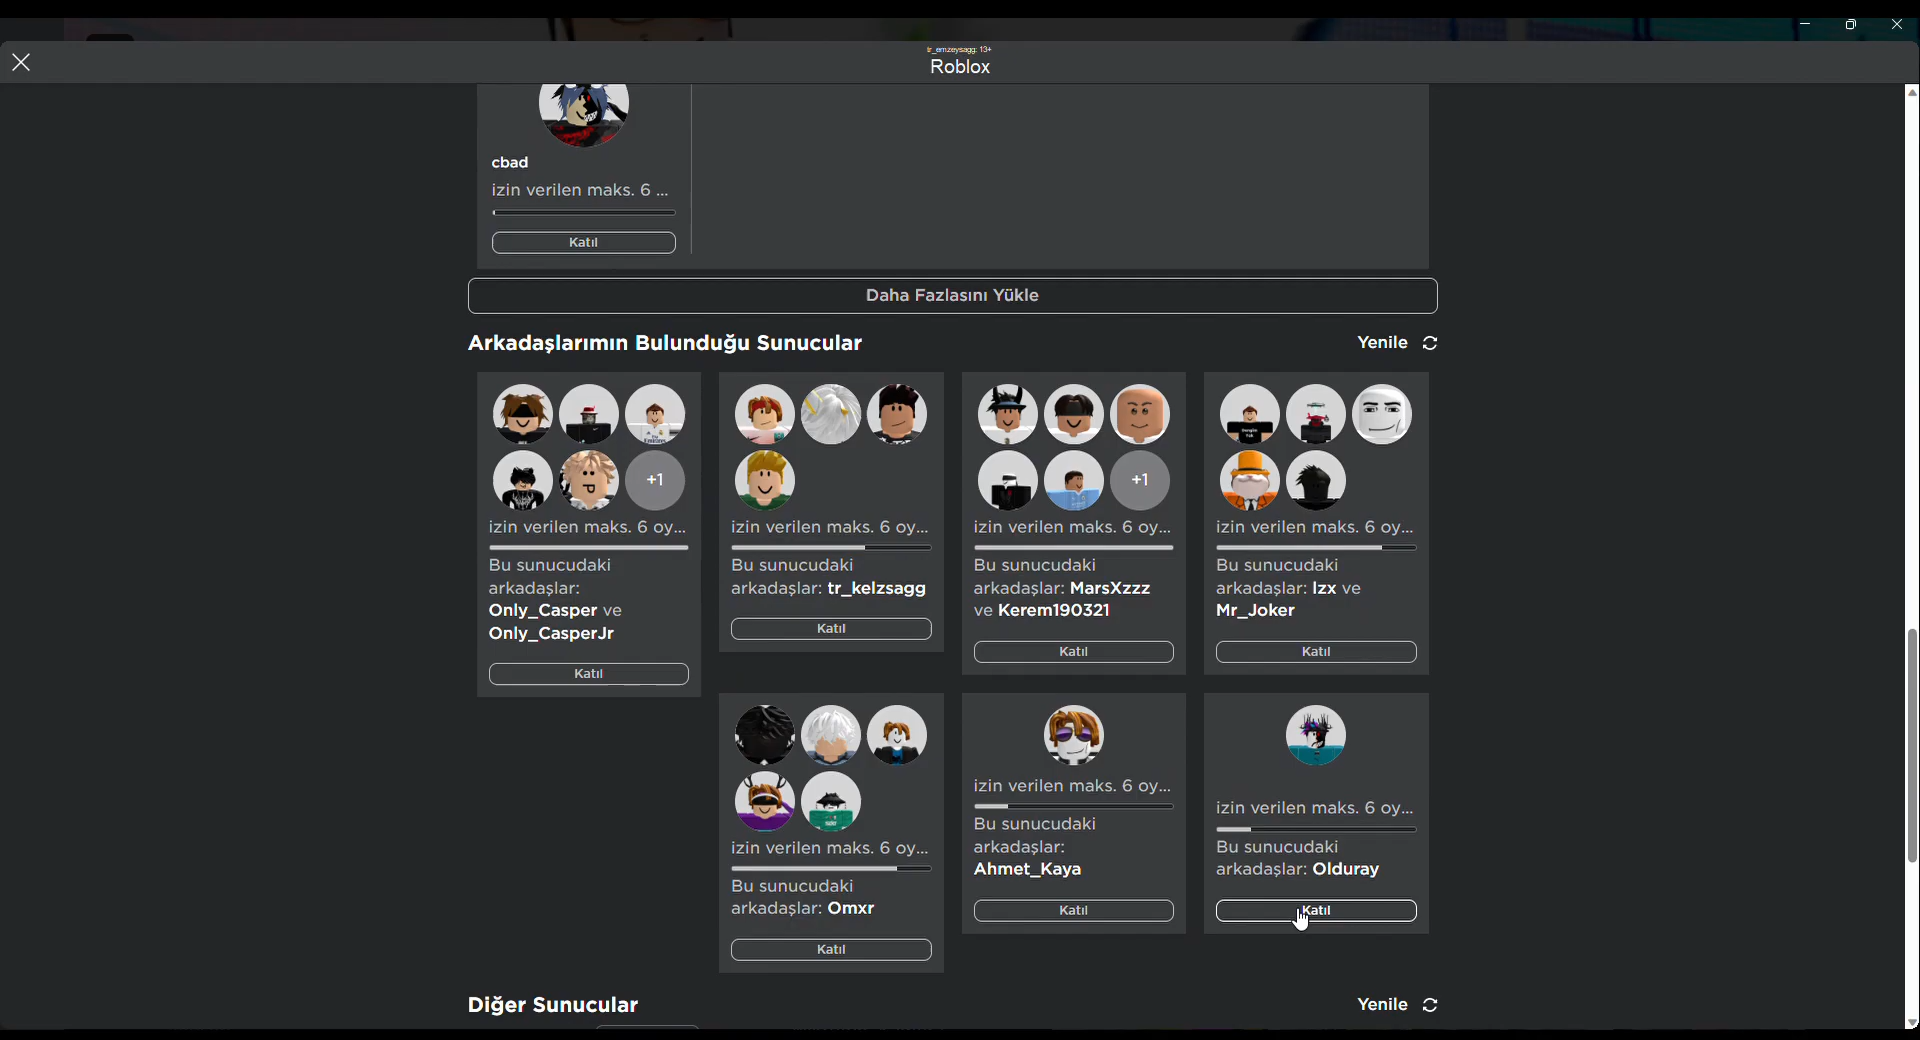 tr_emzeysagg: 13+
Roblox
cbad
izin verilen maks. 6 ...
Katıl
Daha Fazlasını Yükle
Arkadaşlarımın Bulunduğu Sunucular
Yenile
+1
izin verilen maks. 6 oy...
Bu sunucudaki
arkadaşlar:
Only_Casper ve
Only_CasperJr
Katıl
izin verilen maks. 6 oy...
Bu sunucudaki
arkadaşlar: tr_kelzsagg
Katıl
+1
izin verilen maks. 6 oy...
Bu sunucudaki
arkadaşlar: MarsXzzz
ve Kerem190321
Katıl
izin verilen maks. 6 oy...
Bu sunucudaki
arkadaşlar: Izx ve
Mr_Joker
Katıl
izin verilen maks. 6 oy...
Bu sunucudaki
arkadaşlar: Omxr
Katıl
izin verilen maks. 6 oy...
Bu sunucudaki
arkadaşlar:
Ahmet_Kaya
Katıl
izin verilen maks. 6 oy...
Bu sunucudaki
arkadaşlar: Olduray
Katıl
Diğer Sunucular
Yenile